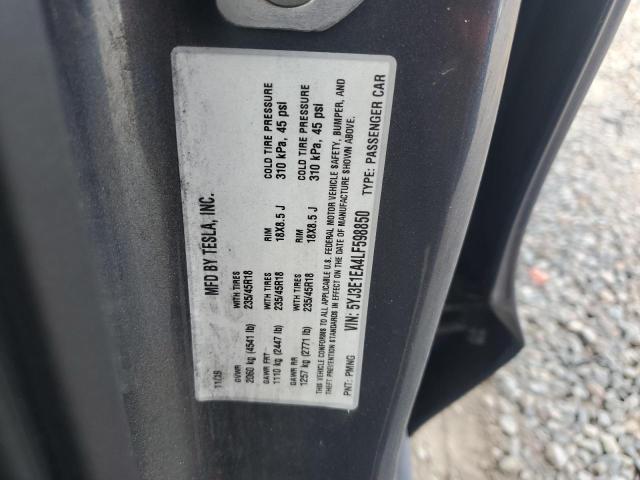 MFD BY TESLA, INC.
11/19
GVWR WITH TIRES
2060 kg (4541 lb) 235/45R18
GAWR FRT WITH TIRES RIM COLD TIRE PRESSURE
1110 kg (2447 lb) 235/45R18 18X8.5 J 310 kPa, 45 psi
GAWR RR WITH TIRES RIM COLD TIRE PRESSURE
1257 kg (2771 lb) 235/45R18 18X8.5 J 310 kPa, 45 psi
THIS VEHICLE CONFORMS TO ALL APPLICABLE U.S. FEDERAL MOTOR VEHICLE SAFETY, BUMPER, AND
THEFT PREVENTION STANDARDS IN EFFECT ON THE DATE OF MANUFACTURE SHOWN ABOVE.
VIN: 5YJ3E1EA4LF598850 TYPE: PASSENGER CAR
PNT: PMNG